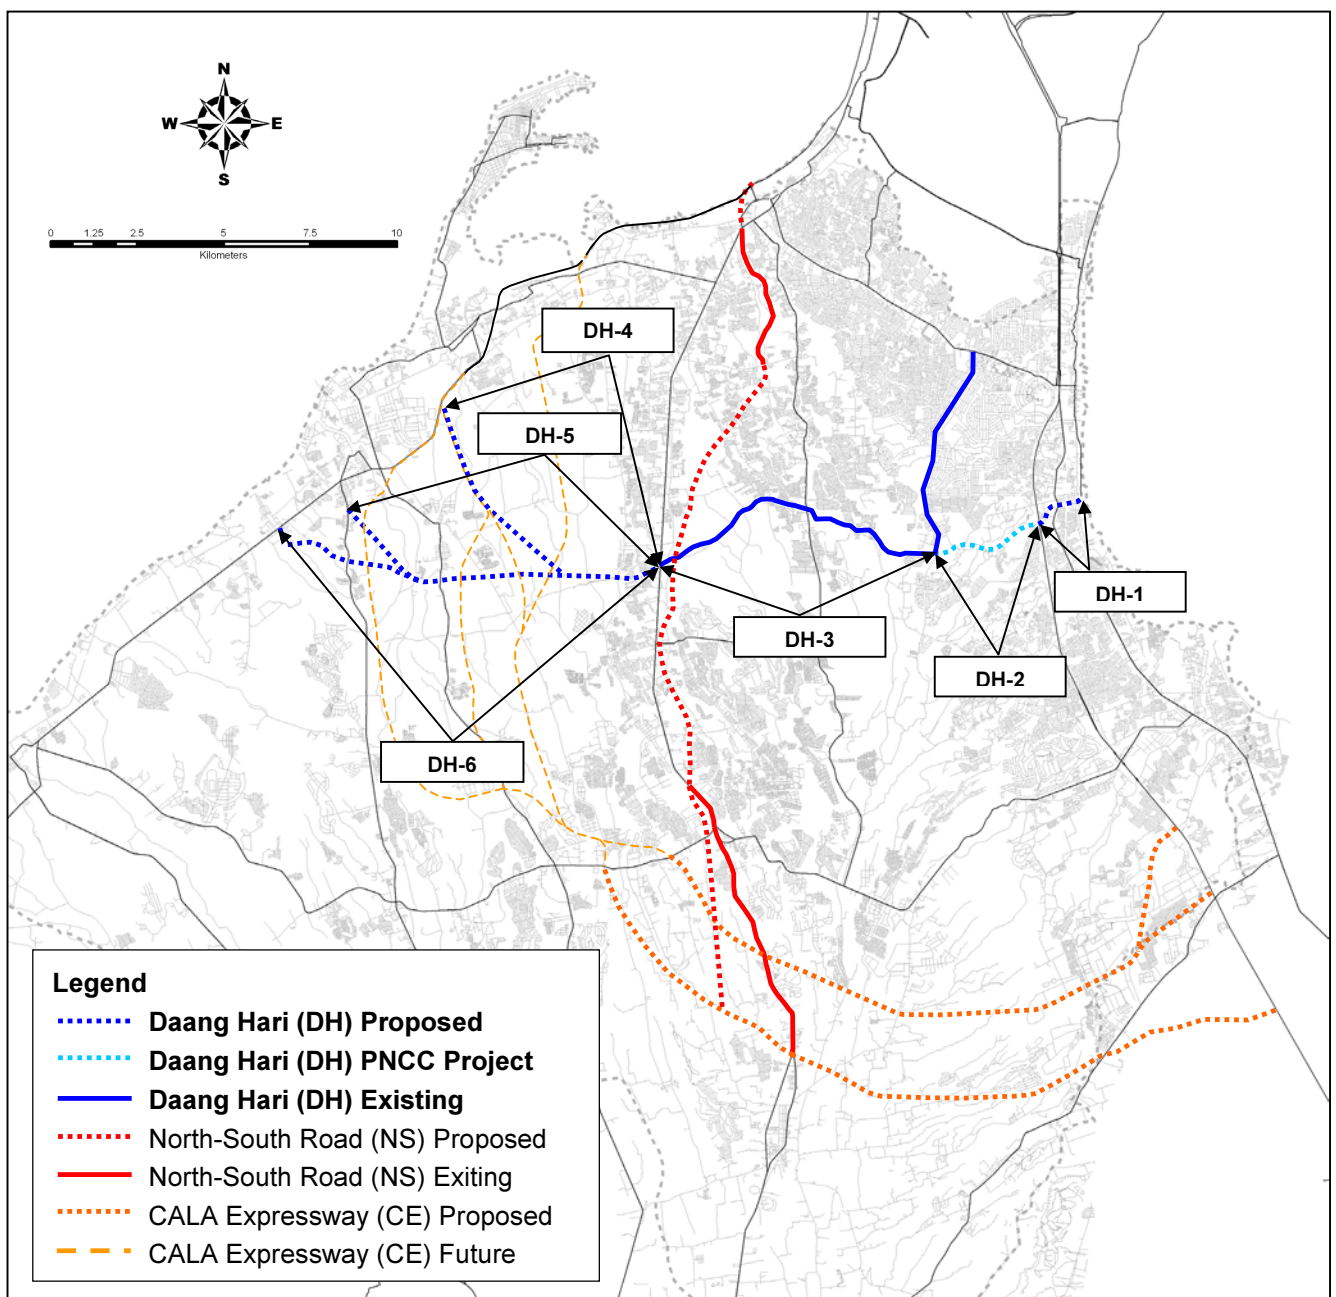 N
W E
S
0 1.25 2.5 5 7.5 10
Kilometers
DH-4
DH-5
DH-1
DH-3
DH-2
DH-6
Legend
Daang Hari (DH) Proposed
Daang Hari (DH) PNCC Project
Daang Hari (DH) Existing
North-South Road (NS) Proposed
North-South Road (NS) Exiting
CALA Expressway (CE) Proposed
CALA Expressway (CE) Future